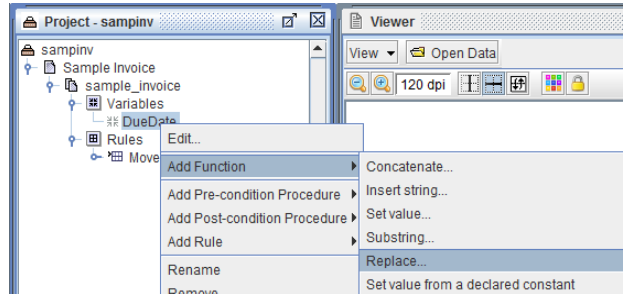 Project - sampinv
Viewer
sampinv
Sample Invoice
sample_invoice
Variables
DueDate
Rules
Move
View
Open Data
120 dpi
Edit...
Add Function
Add Pre-condition Procedure
Add Post-condition Procedure
Add Rule
Rename
Remove
Concatenate...
Insert string...
Set value...
Substring...
Replace...
Set value from a declared constant